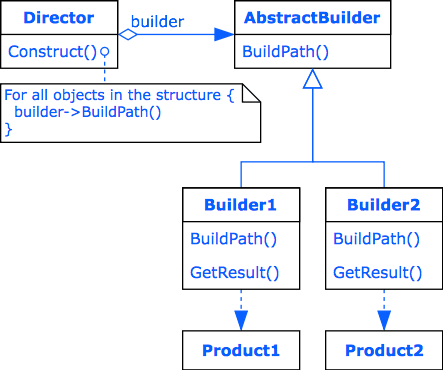 Director
builder
AbstractBuilder
Construct()
BuildPath()
For all objects in the structure {
builder->BuildPath()
}
Builder1
Builder2
BuildPath()
BuildPath()
GetResult()
GetResult()
Product1
Product2